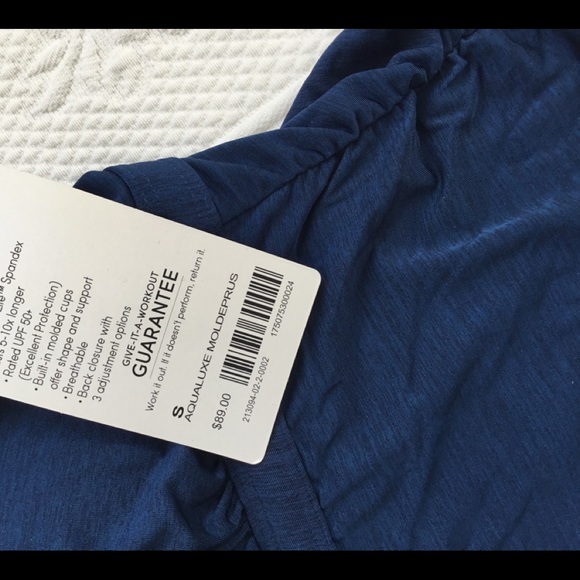 Spandex
5-10x longer
• Rated UPF 50+
(Excellent Protection)
• Built-in molded cups
offer shape and support
• Breathable
• Back closure with
3 adjustment options
GIVE-IT-A-WORKOUT
GUARANTEE
Work it out. If it doesn't perform, return it.
S
AQUALUXE MOLDEPRUS
$89.00
175075300024
213094-02-2-0002